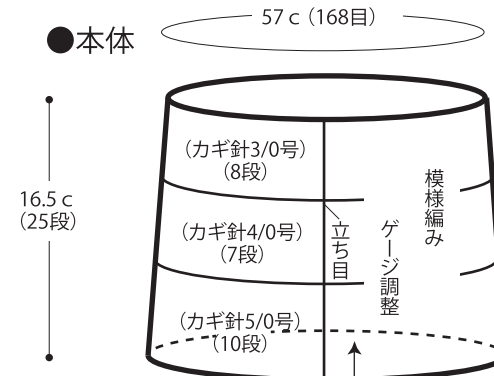 57c（168目）
●本体
16.5c
（25段）
（カギ針3/0号）
（8段）
（カギ針4/0号）
（7段）
（カギ針5/0号）
（10段）
立ち目
ゲージ調整
模様編み